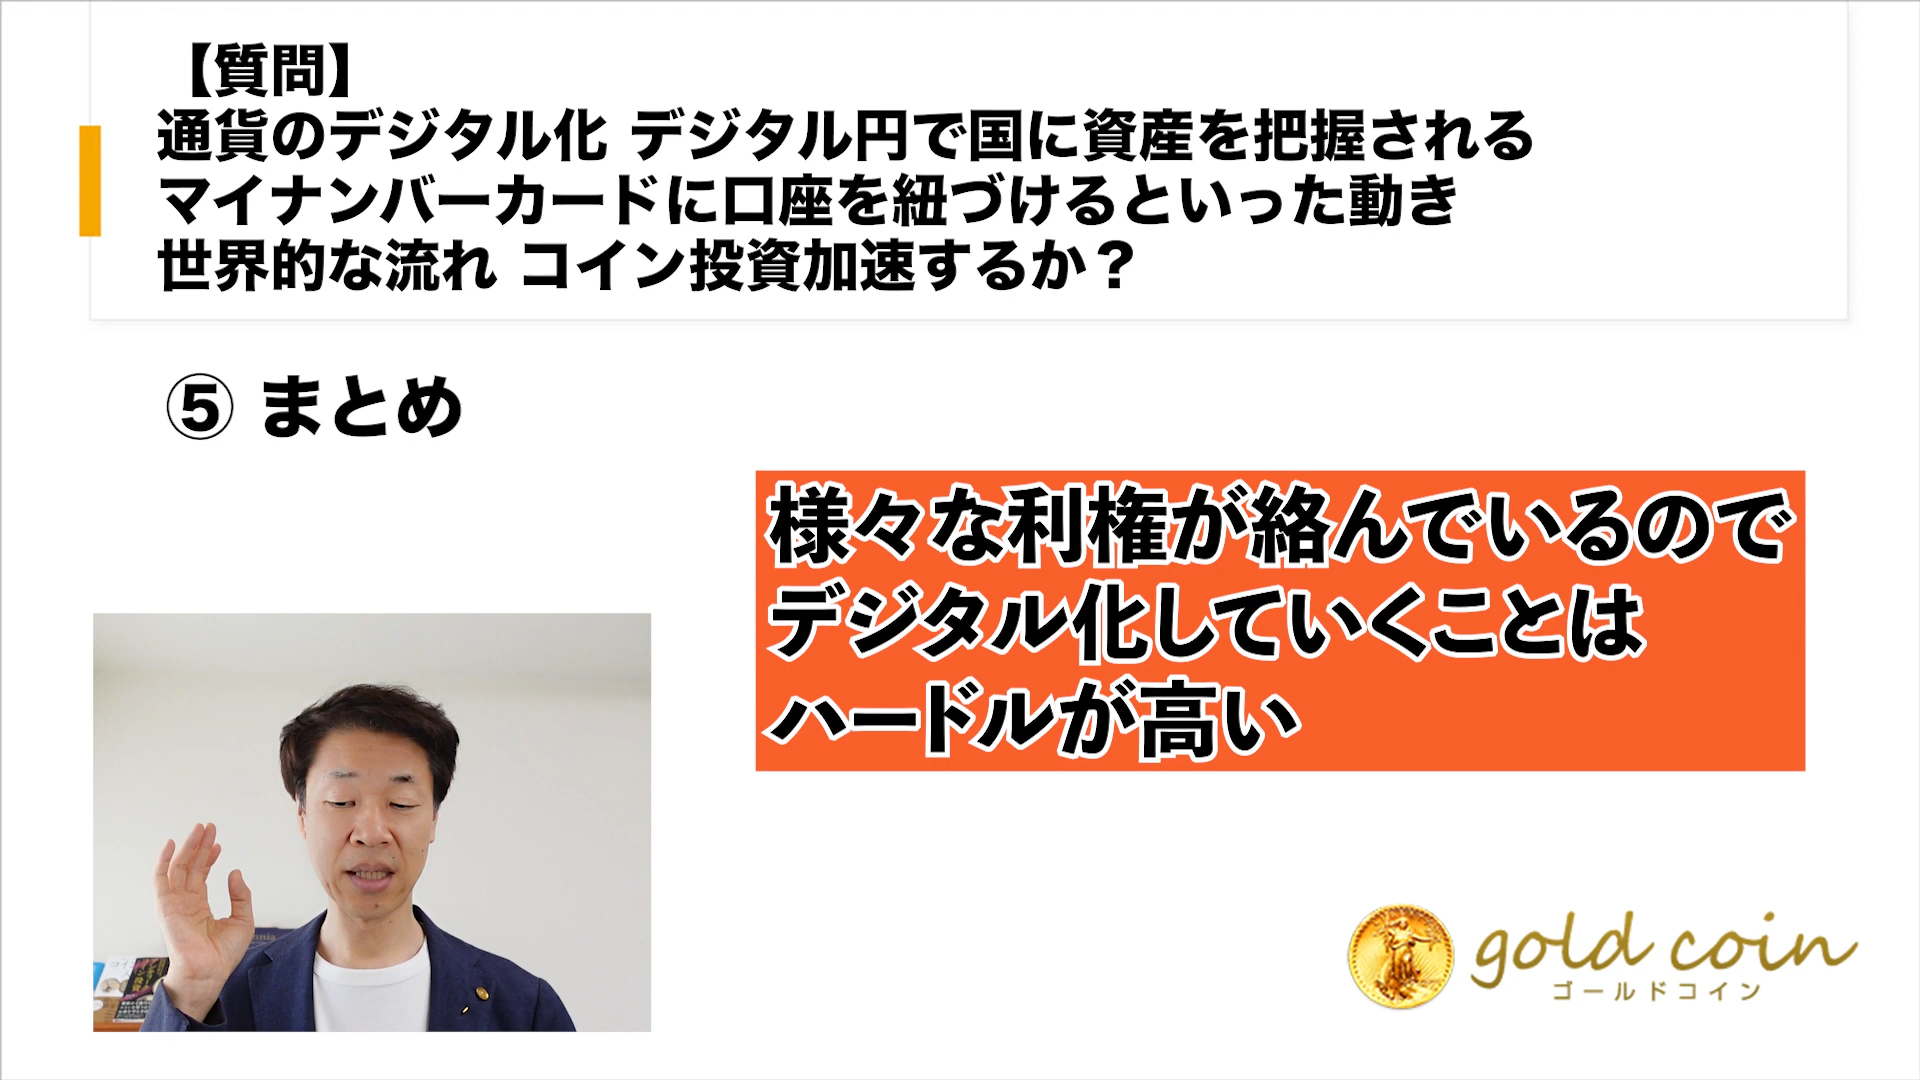 【質問】
通貨のデジタル化 デジタル円で国に資産を把握される
マイナンバーカードに口座を紐づけるといった動き
世界的な流れ コイン投資加速するか？
⑤ まとめ
様々な利権が絡んでいるので
デジタル化していくことは
ハードルが高い
gold coin
ゴールドコイン